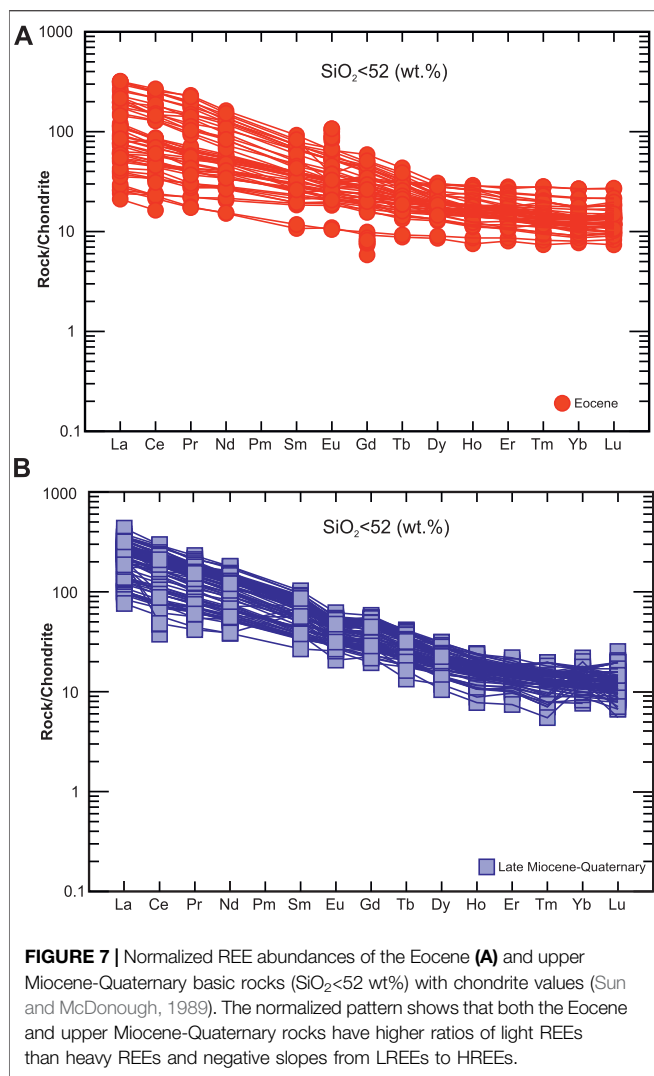 A
1000
SiO₂<52 (wt.%)
100
10
1
0.1
Rock/Chondrite
Eocene
La Ce Pr Nd Pm Sm Eu Gd Tb Dy Ho Er Tm Yb Lu
B
1000
SiO₂<52 (wt.%)
100
10
1
0.1
Rock/Chondrite
Late Miocene-Quaternary
La Ce Pr Nd Pm Sm Eu Gd Tb Dy Ho Er Tm Yb Lu
FIGURE 7 | Normalized REE abundances of the Eocene (A) and upper
Miocene-Quaternary basic rocks (SiO₂<52 wt%) with chondrite values (Sun
and McDonough, 1989). The normalized pattern shows that both the Eocene
and upper Miocene-Quaternary rocks have higher ratios of light REEs
than heavy REEs and negative slopes from LREEs to HREEs.